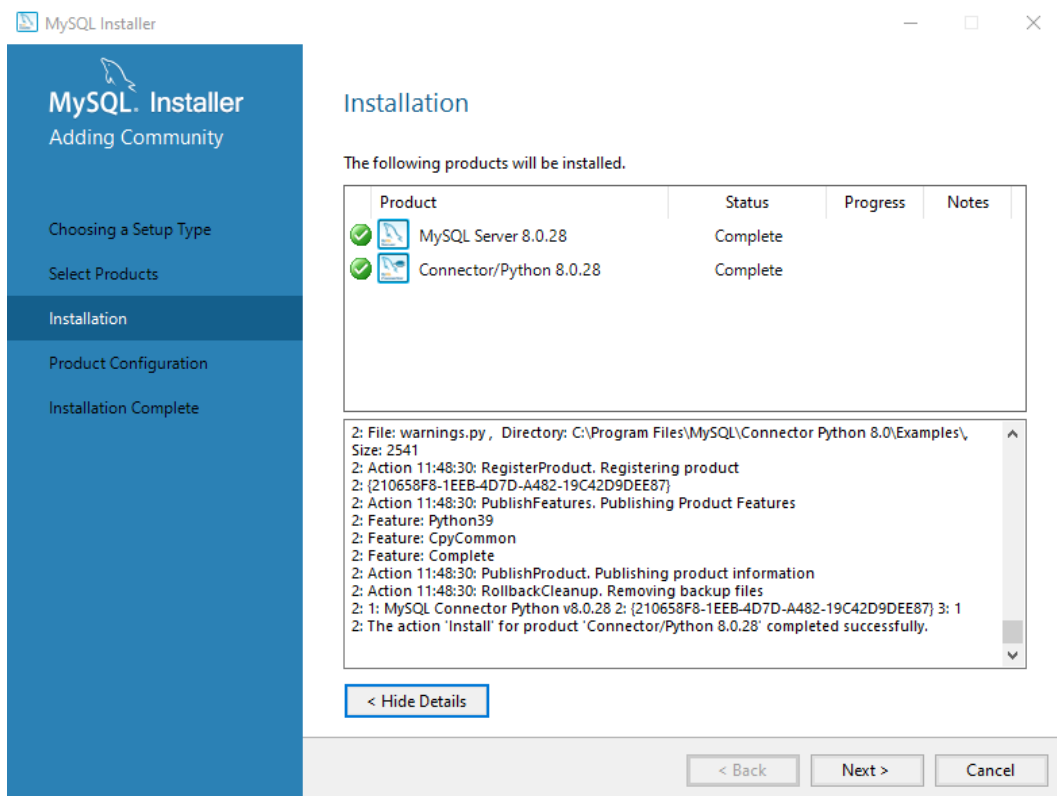 MySQL Installer
MySQL. Installer
Adding Community
Choosing a Setup Type
Select Products
Installation
Product Configuration
Installation Complete
Installation
The following products will be installed.
Product Status Progress Notes
MySQL Server 8.0.28 Complete
Connector/Python 8.0.28 Complete
2: File: warnings.py , Directory: C:\Program Files\MySQL\Connector Python 8.0\Examples\,
Size: 2541
2: Action 11:48:30: RegisterProduct. Registering product
2: {210658F8-1EEB-4D7D-A482-19C42D9DEE87}
2: Action 11:48:30: PublishFeatures. Publishing Product Features
2: Feature: Python39
2: Feature: CpyCommon
2: Feature: Complete
2: Action 11:48:30: PublishProduct. Publishing product information
2: Action 11:48:30: RollbackCleanup. Removing backup files
2: 1: MySQL Connector Python v8.0.28 2: {210658F8-1EEB-4D7D-A482-19C42D9DEE87} 3: 1
2: The action 'Install' for product 'Connector/Python 8.0.28' completed successfully.
< Hide Details
< Back Next > Cancel